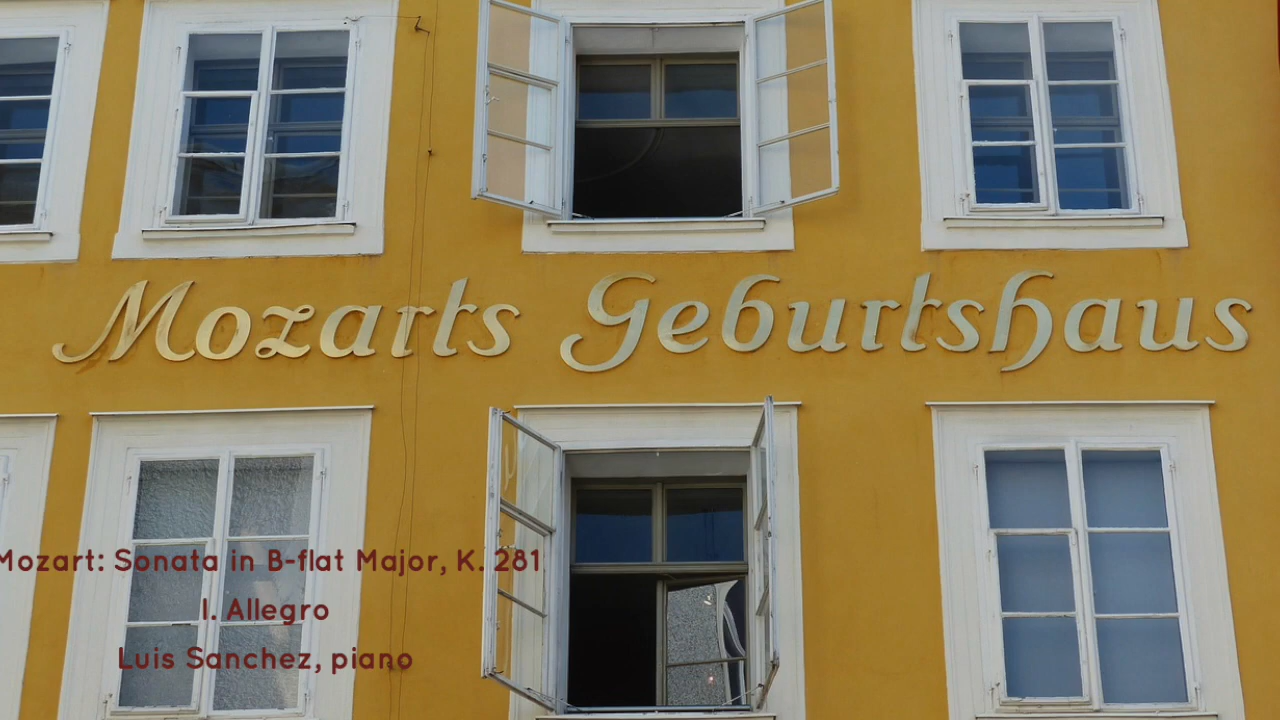 Mozarts Geburtshaus
Mozart: Sonata in B-flat Major, K. 281
I. Allegro
Luis Sanchez, piano